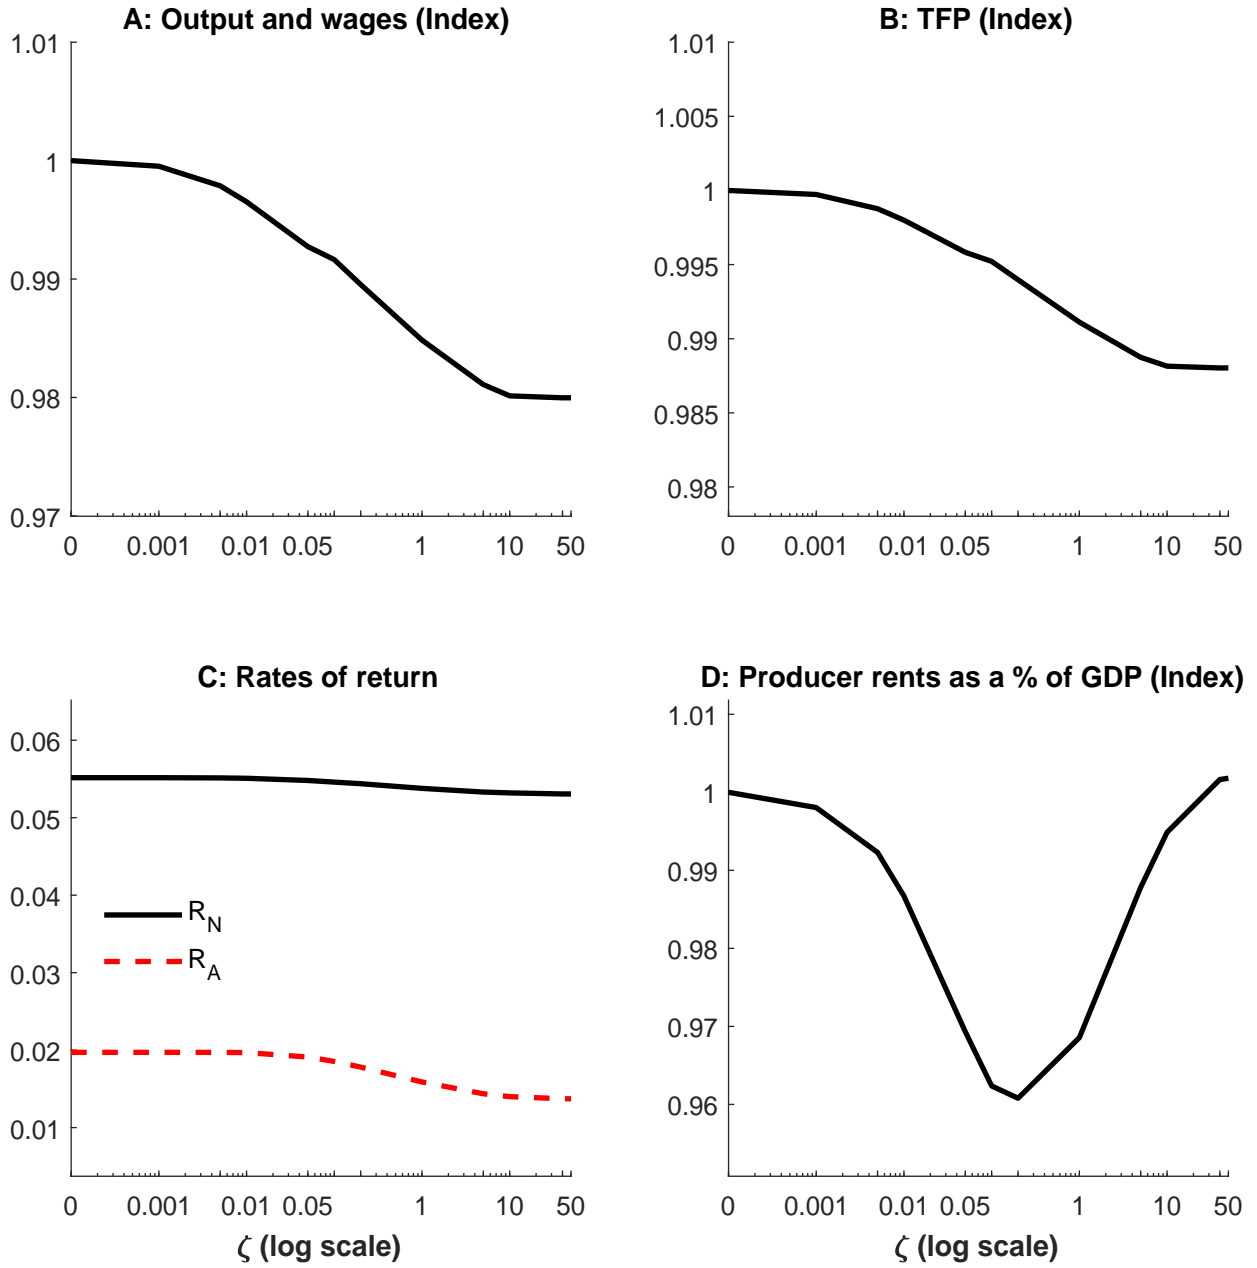 A: Output and wages (Index)
1.01
1
0.99
0.98
0.97
0 0.001 0.01 0.05 1 10 50
B: TFP (Index)
1.01
1.005
1
0.995
0.99
0.985
0.98
0 0.001 0.01 0.05 1 10 50
C: Rates of return
0.06
0.05
0.04
0.03
0.02
0.01
R_N
R_A
0 0.001 0.01 0.05 1 10 50
ζ (log scale)
D: Producer rents as a % of GDP (Index)
1.01
1
0.99
0.98
0.97
0.96
0 0.001 0.01 0.05 1 10 50
ζ (log scale)